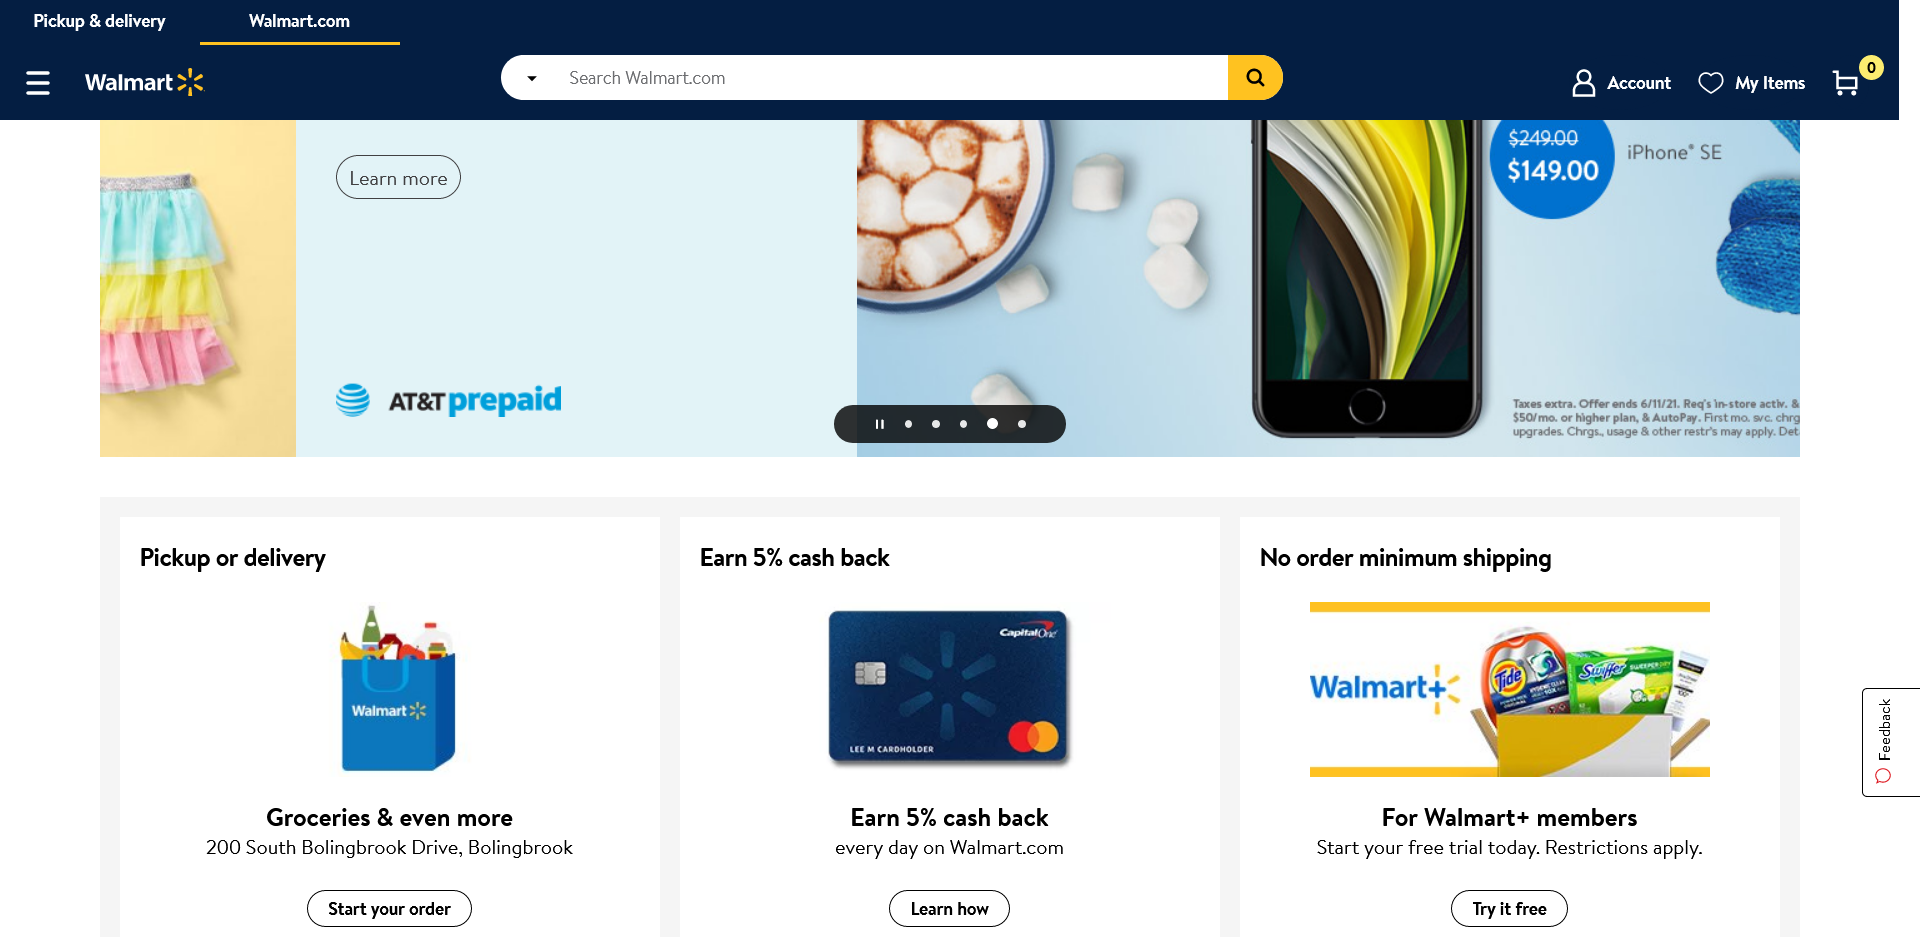 Pickup & delivery
Walmart.com
Walmart
Search Walmart.com
Account
My Items
0
Learn more
AT&T prepaid
$249.00
$149.00
iPhone® SE
Taxes extra. Offer ends 6/11/21. Req's in-store activ. &
$50/mo. or higher plan, & AutoPay. First mo. svc. chrg
upgrades. Chrgs., usage & other restr's may apply. Det
Pickup or delivery
Walmart
Groceries & even more
200 South Bolingbrook Drive, Bolingbrook
Start your order
Earn 5% cash back
Capital One
LEE M CARDHOLDER
Earn 5% cash back
every day on Walmart.com
Learn how
No order minimum shipping
Walmart+
Tide
Swiffer
SWEEPER DRY
For Walmart+ members
Start your free trial today. Restrictions apply.
Try it free
Feedback